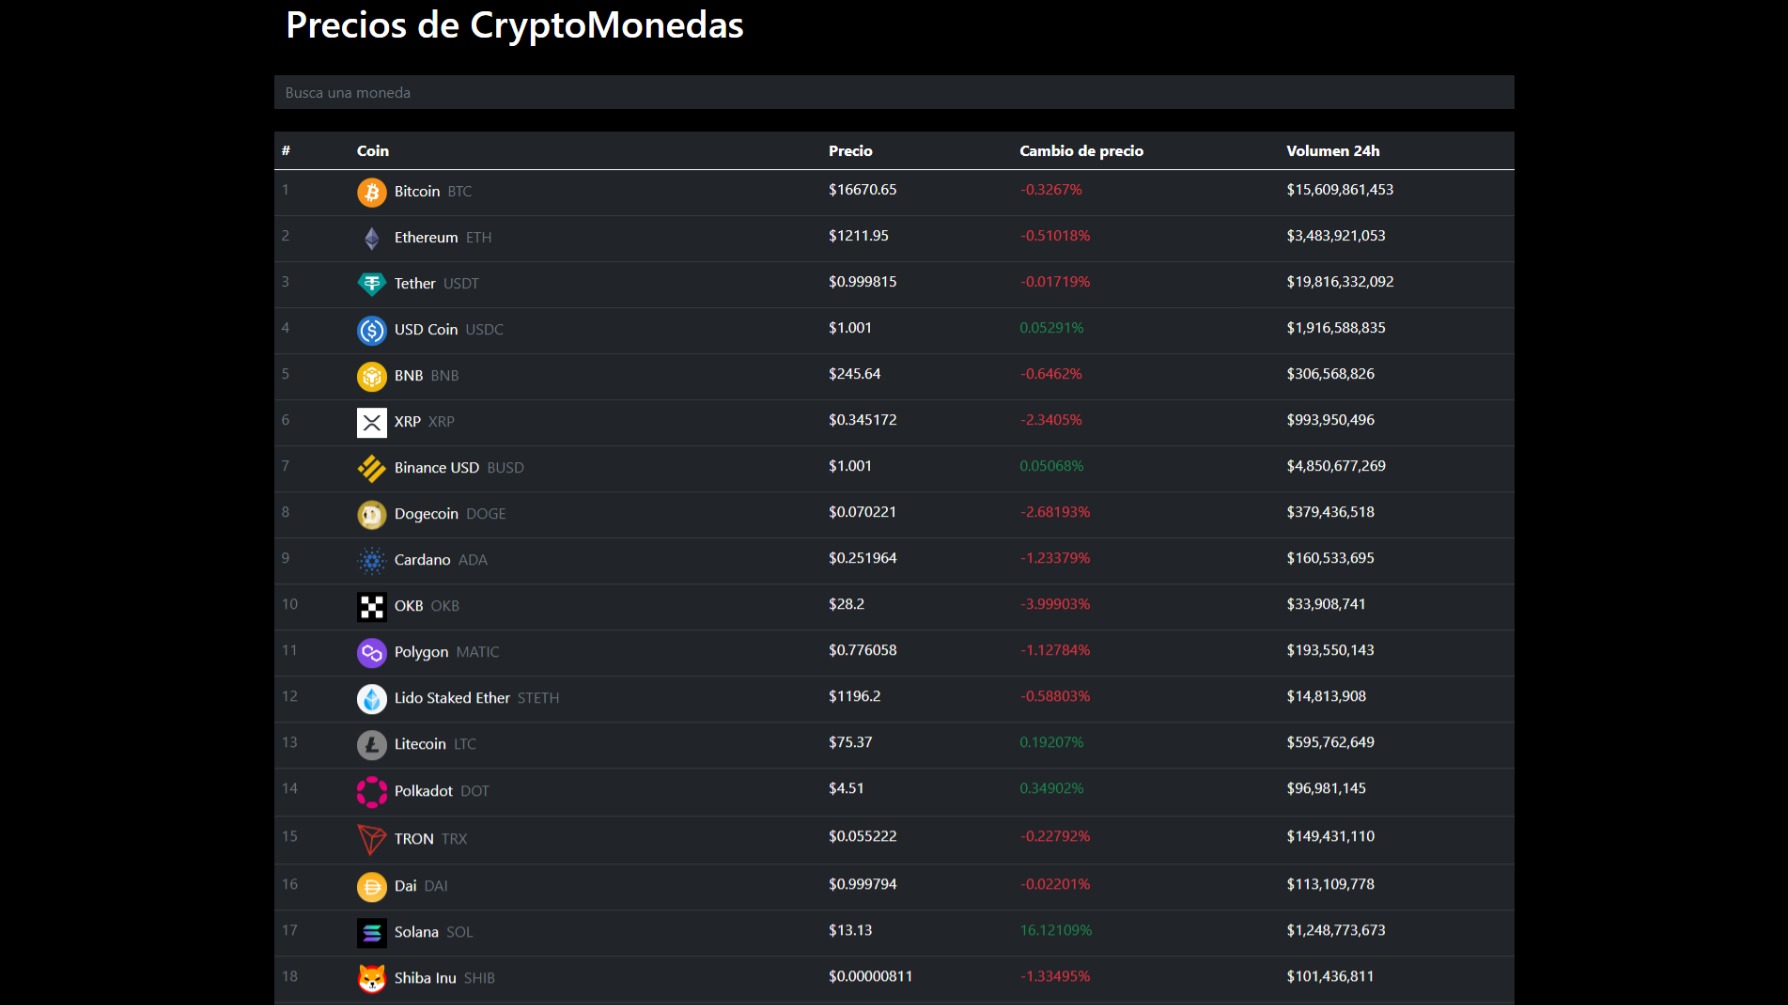 Precios de CryptoMonedas
Busca una moneda
# Coin Precio Cambio de precio Volumen 24h
1 Bitcoin BTC $16670.65 -0.3267% $15,609,861,453
2 Ethereum ETH $1211.95 -0.51018% $3,483,921,053
3 Tether USDT $0.999815 -0.01719% $19,816,332,092
4 USD Coin USDC $1.001 0.05291% $1,916,588,835
5 BNB BNB $245.64 -0.6462% $306,568,826
6 XRP XRP $0.345172 -2.3405% $993,950,496
7 Binance USD BUSD $1.001 0.05068% $4,850,677,269
8 Dogecoin DOGE $0.070221 -2.68193% $379,436,518
9 Cardano ADA $0.251964 -1.23379% $160,533,695
10 OKB OKB $28.2 -3.99903% $33,908,741
11 Polygon MATIC $0.776058 -1.12784% $193,550,143
12 Lido Staked Ether STETH $1196.2 -0.58803% $14,813,908
13 Litecoin LTC $75.37 0.19207% $595,762,649
14 Polkadot DOT $4.51 0.34902% $96,981,145
15 TRON TRX $0.055222 -0.22792% $149,431,110
16 Dai DAI $0.999794 -0.02201% $113,109,778
17 Solana SOL $13.13 16.12109% $1,248,773,673
18 Shiba Inu SHIB $0.00000811 -1.33495% $101,436,811